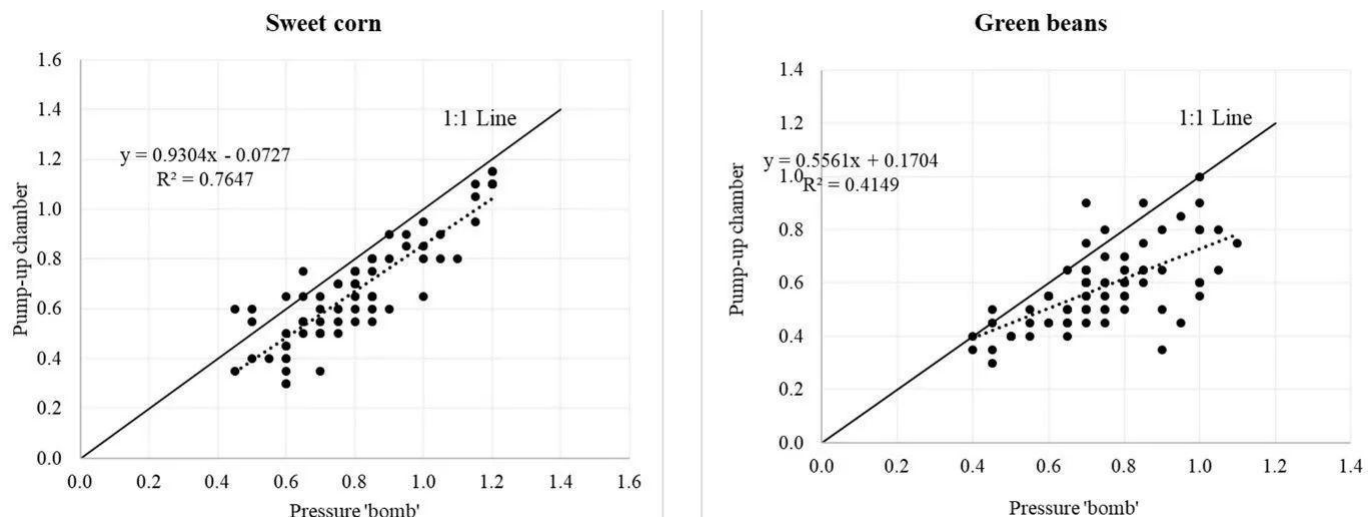 Sweet corn
1.6
1.4
1.2
1.0
0.8
0.6
0.4
0.2
0.0
Pump-up chamber
1:1 Line
y = 0.9304x - 0.0727
R² = 0.7647
0.0 0.2 0.4 0.6 0.8 1.0 1.2 1.4 1.6
Pressure 'bomb'
Green beans
1.4
1.2
1.0
0.8
0.6
0.4
0.2
0.0
Pump-up chamber
1:1 Line
y = 0.5561x + 0.1704
R² = 0.4149
0.0 0.2 0.4 0.6 0.8 1.0 1.2 1.4
Pressure 'bomb'